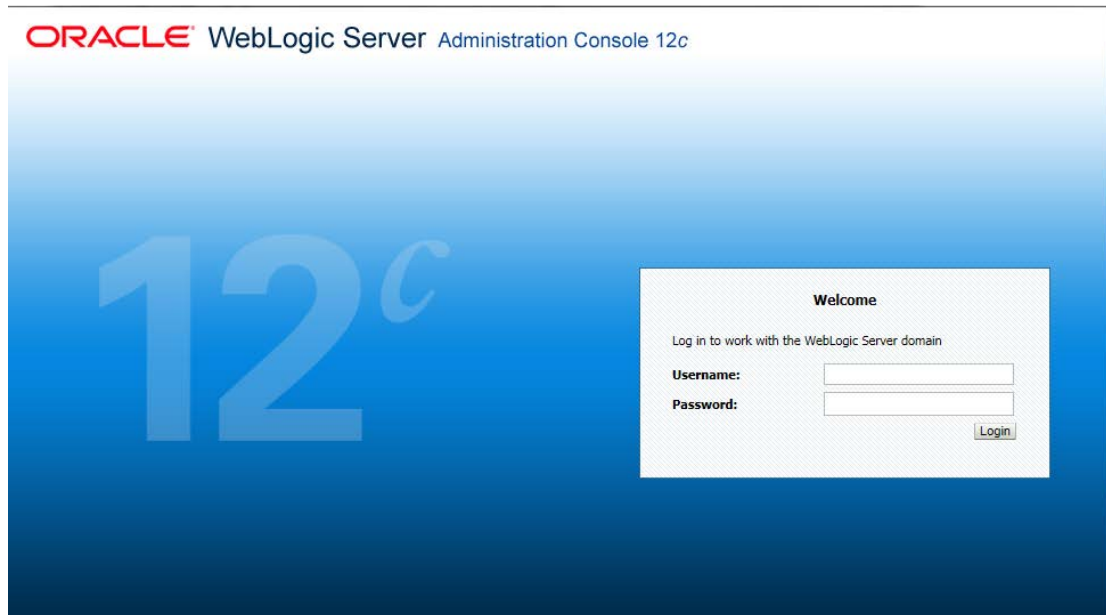 ORACLE WebLogic Server Administration Console 12c
12c
Welcome
Log in to work with the WebLogic Server domain
Username:
Password:
Login